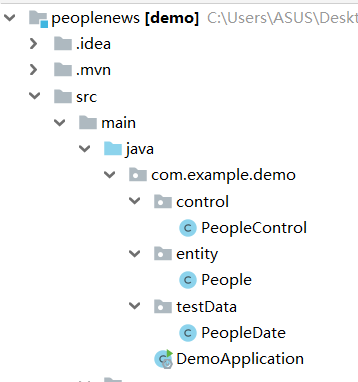 peoplenews [demo] C:\Users\ASUS\Deskt
.idea
.mvn
src
main
java
com.example.demo
control
PeopleControl
entity
People
testData
PeopleDate
DemoApplication